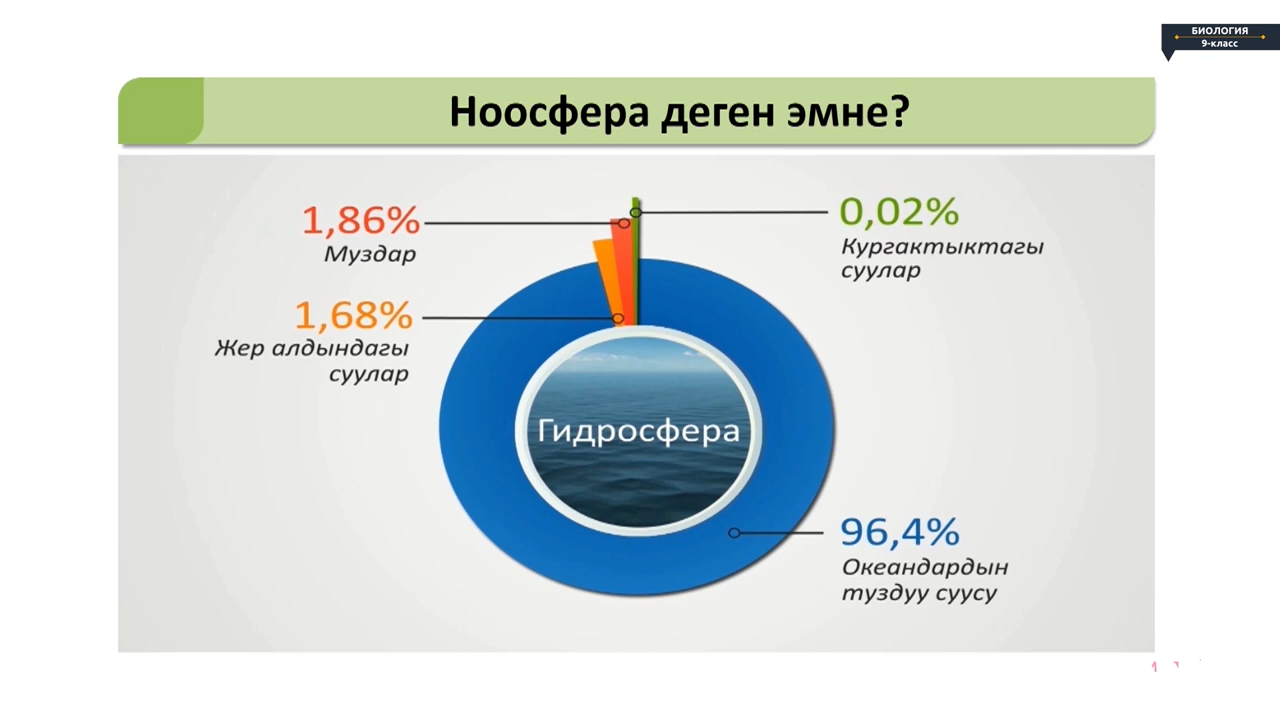 БИОЛОГИЯ
9-класс
Ноосфера деген эмне?
1,86%
Муздар
0,02%
Кургактыктагы
суулар
1,68%
Жер алдындагы
суулар
Гидросфера
96,4%
Океандардын
туздуу суусу